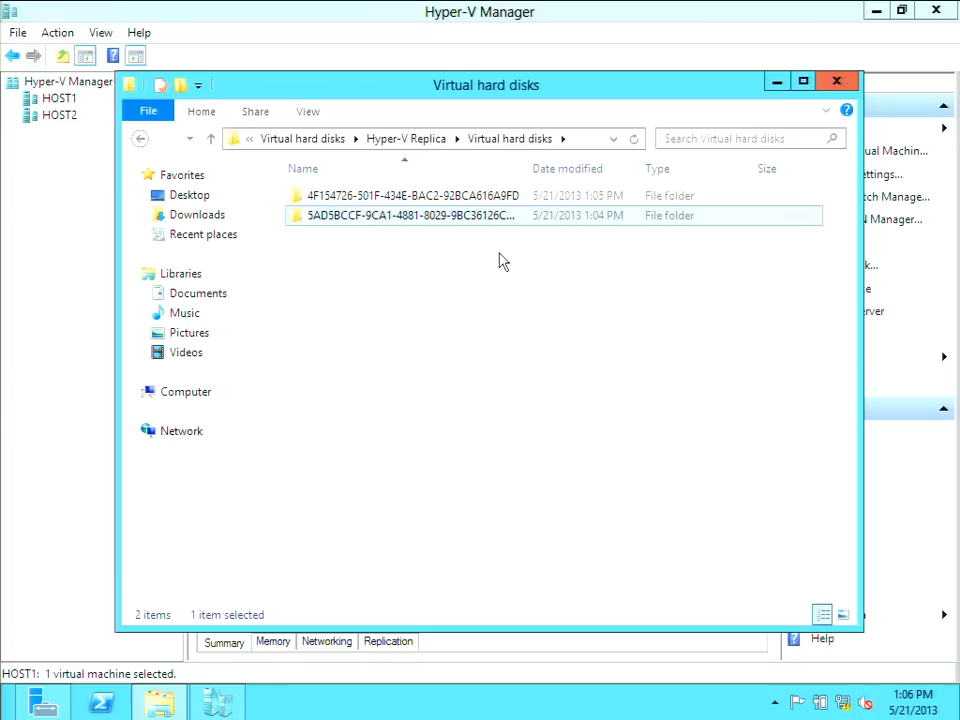 Hyper-V Manager
File Action View Help
Hyper-V Manager
HOST1
HOST2
Virtual hard disks
File Home Share View
« Virtual hard disks Hyper-V Replica Virtual hard disks
Search Virtual hard disks
Name Date modified Type Size
4F154726-501F-434E-BAC2-92BCA616A9FD 5/21/2013 1:05 PM File folder
5AD5BCCF-9CA1-4881-8029-9BC36126C... 5/21/2013 1:04 PM File folder
Favorites
Desktop
Downloads
Recent places
Libraries
Documents
Music
Pictures
Videos
Computer
Network
2 items 1 item selected
ual Machin...
ettings...
tch Manage...
N Manager...
k...
ce
erver
Summary Memory Networking Replication
Help
HOST1: 1 virtual machine selected.
1:06 PM
5/21/2013